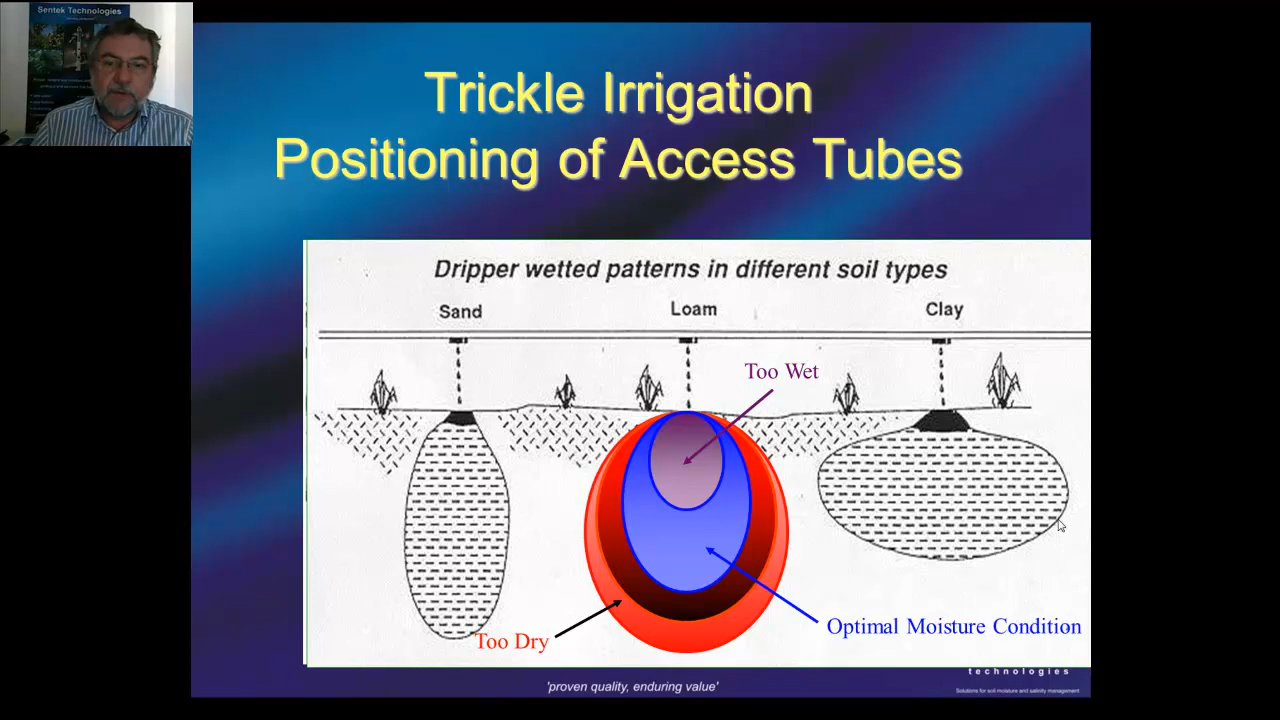 Sentek Technologies
Trickle Irrigation
Positioning of Access Tubes
Dripper wetted patterns in different soil types
Sand
Loam
Clay
Too Wet
Optimal Moisture Condition
Too Dry
technologies
'proven quality, enduring value'
Solutions for soil moisture and salinity management